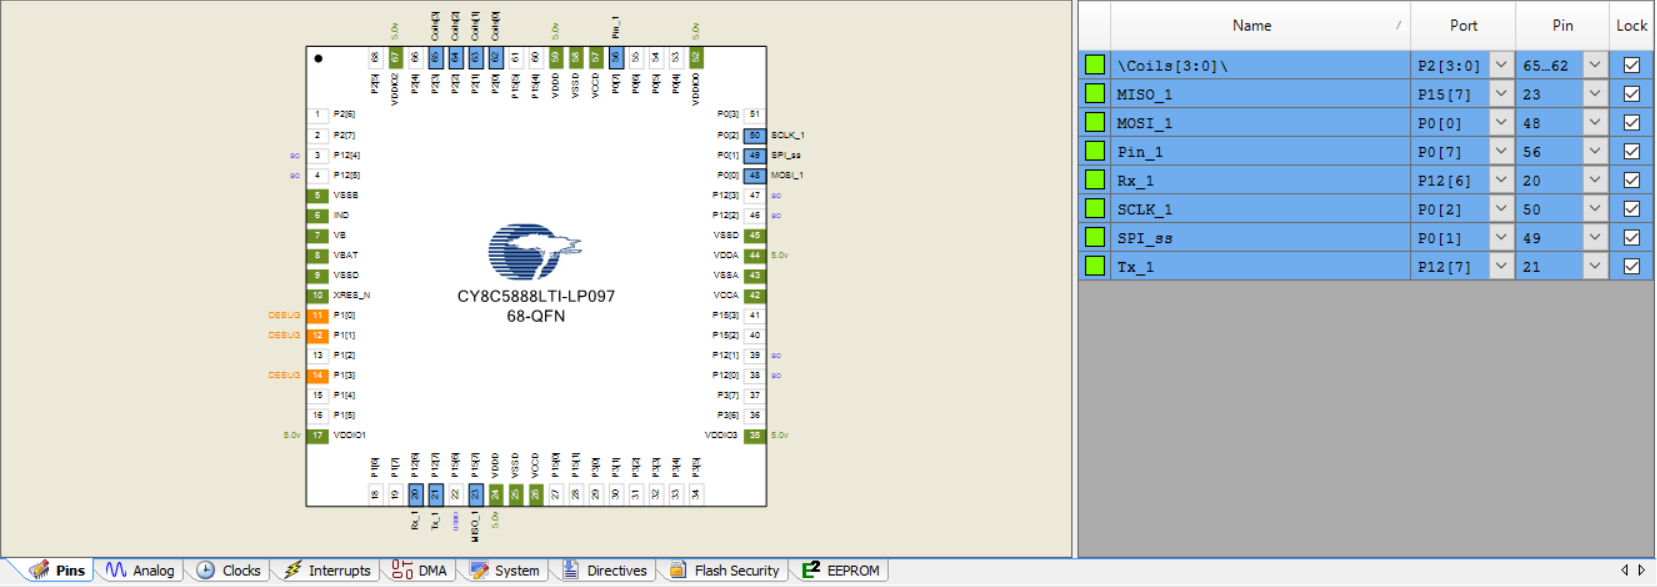 5.0v Coils[3] Coils[2] Coils[1] Coils[0] 5.0v Pin_1 5.0v
68 67 66 65 64 63 62 61 60 59 58 57 56 55 54 53 52
P2[5] VDDIO2 P2[4] P2[3] P2[2] P2[1] P2[0] P15[5] P15[4] VDDD VSSD VCCD P0[7] P0[6] P0[5] P0[4] VDDIO0
1 P2[6] P0[3] 51
2 P2[7] P0[2] 50 SCLK_1
3 P12[4] P0[1] 49 SPI_ss
4 P12[5] P0[0] 48 MOSI_1
5 VSSB P12[3] 47
6 IND P12[2] 46
7 VB VSSD 45
8 VBAT VDDA 44 5.0v
9 VSSD VSSA 43
10 XRES_N VCCA 42
DEBUG 11 P1[0] P15[3] 41
DEBUG 12 P1[1] P15[2] 40
13 P1[2] P12[1] 39
DEBUG 14 P1[3] P12[0] 38
15 P1[4] P3[7] 37
16 P1[5] P3[6] 36
5.0v 17 VDDIO1 VDDIO3 35 5.0v
CY8C5888LTI-LP097
68-QFN
P1[6] P1[7] P12[6] P12[7] P15[6] P15[7] VDDD VSSD VCCD P15[0] P15[1] P3[0] P3[1] P3[2] P3[3] P3[4] P3[5]
18 19 20 21 22 23 24 25 26 27 28 29 30 31 32 33 34
Rx_1 Tx_1 MISO_1 5.0v
Name / Port Pin Lock
\Coils[3:0]\ P2[3:0] 65…62
MISO_1 P15[7] 23
MOSI_1 P0[0] 48
Pin_1 P0[7] 56
Rx_1 P12[6] 20
SCLK_1 P0[2] 50
SPI_ss P0[1] 49
Tx_1 P12[7] 21
Pins Analog Clocks Interrupts DMA System Directives Flash Security EEPROM